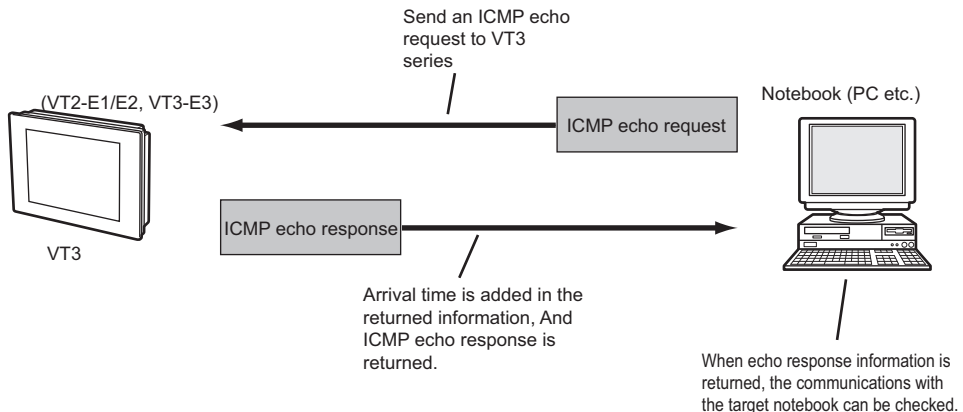 Send an ICMP echo
request to VT3
series
(VT2-E1/E2, VT3-E3)
Notebook (PC etc.)
ICMP echo request
ICMP echo response
VT3
Arrival time is added in the
returned information, And
ICMP echo response is
returned.
When echo response information is
returned, the communications with
the target notebook can be checked.